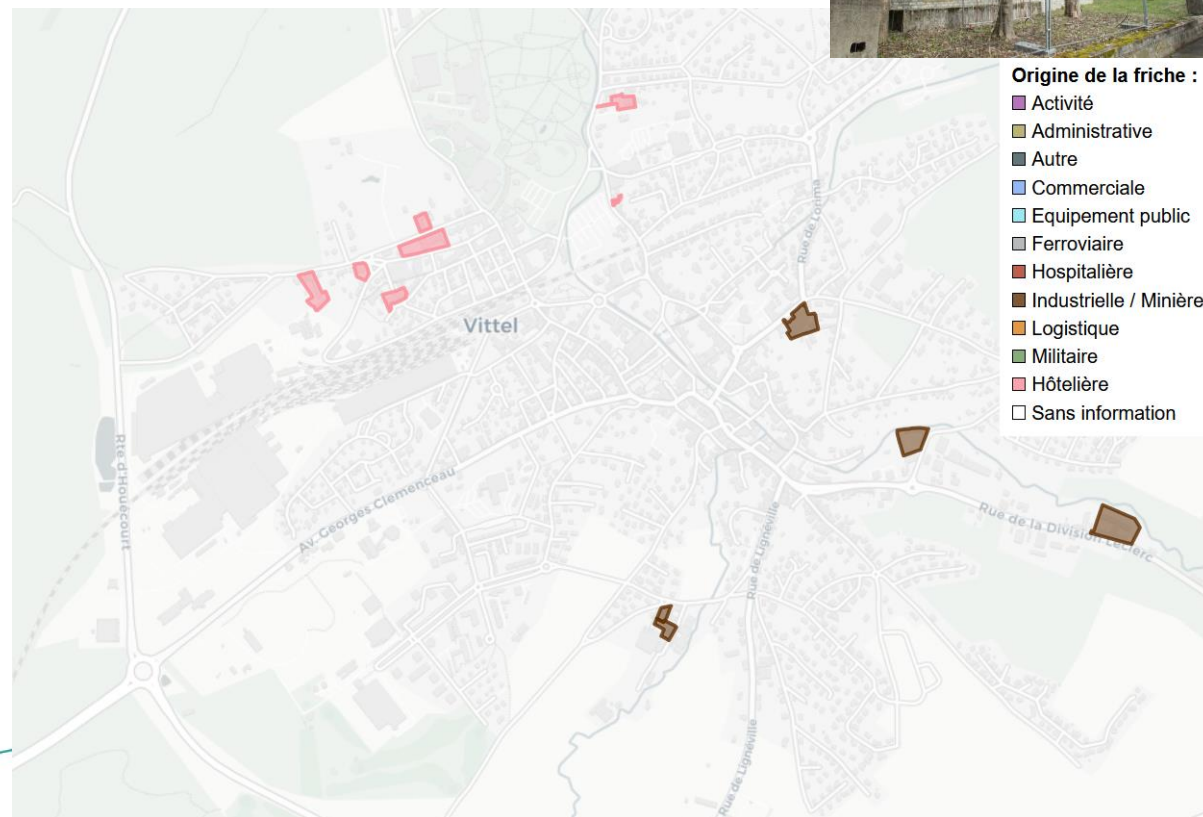 Origine de la friche :
Activité
Administrative
Autre
Commerciale
Equipement public
Ferroviaire
Hospitalière
Industrielle / Minière
Logistique
Militaire
Hôtelière
Sans information
Rue de Lorima
Vittel
Rte d'Houécourt
Av. Georges Clemenceau
Rue de Lignéville
Rue de la Division Leclerc
Rue de Lignéville